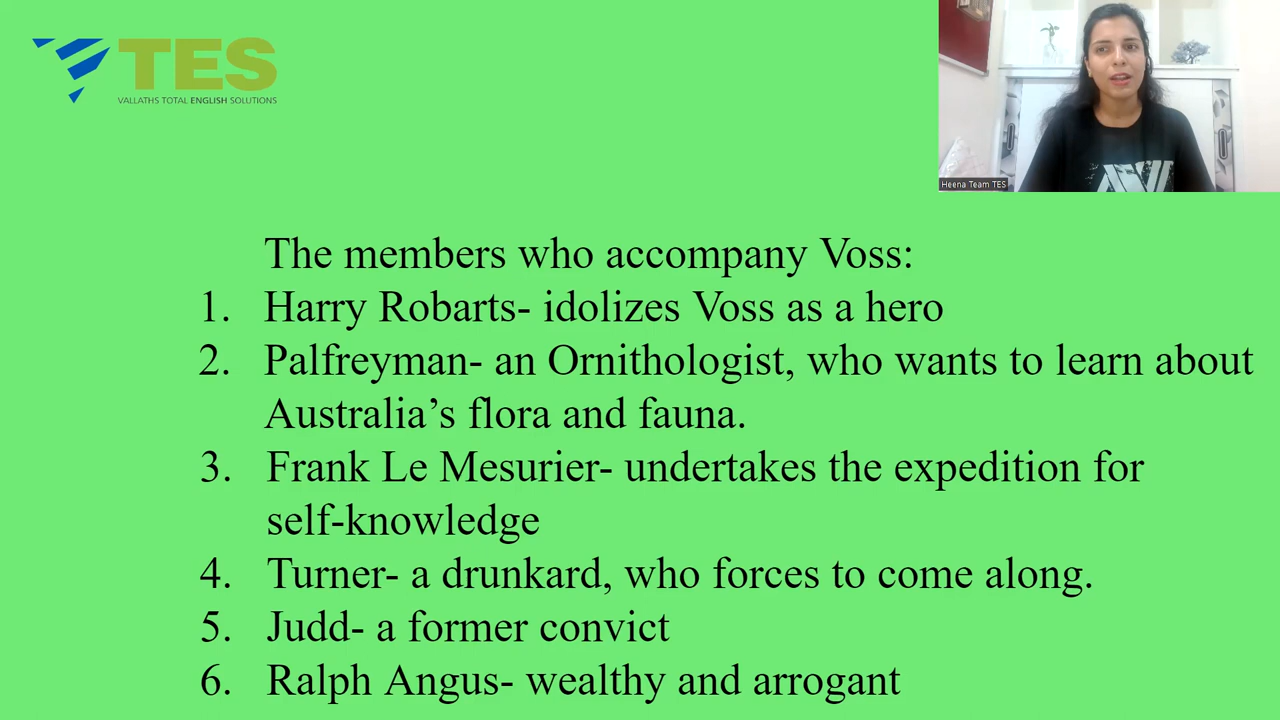 TES
VALLATHS TOTAL ENGLISH SOLUTIONS
Heena Team TES
The members who accompany Voss:
1. Harry Robarts- idolizes Voss as a hero
2. Palfreyman- an Ornithologist, who wants to learn about
Australia’s flora and fauna.
3. Frank Le Mesurier- undertakes the expedition for
self-knowledge
4. Turner- a drunkard, who forces to come along.
5. Judd- a former convict
6. Ralph Angus- wealthy and arrogant